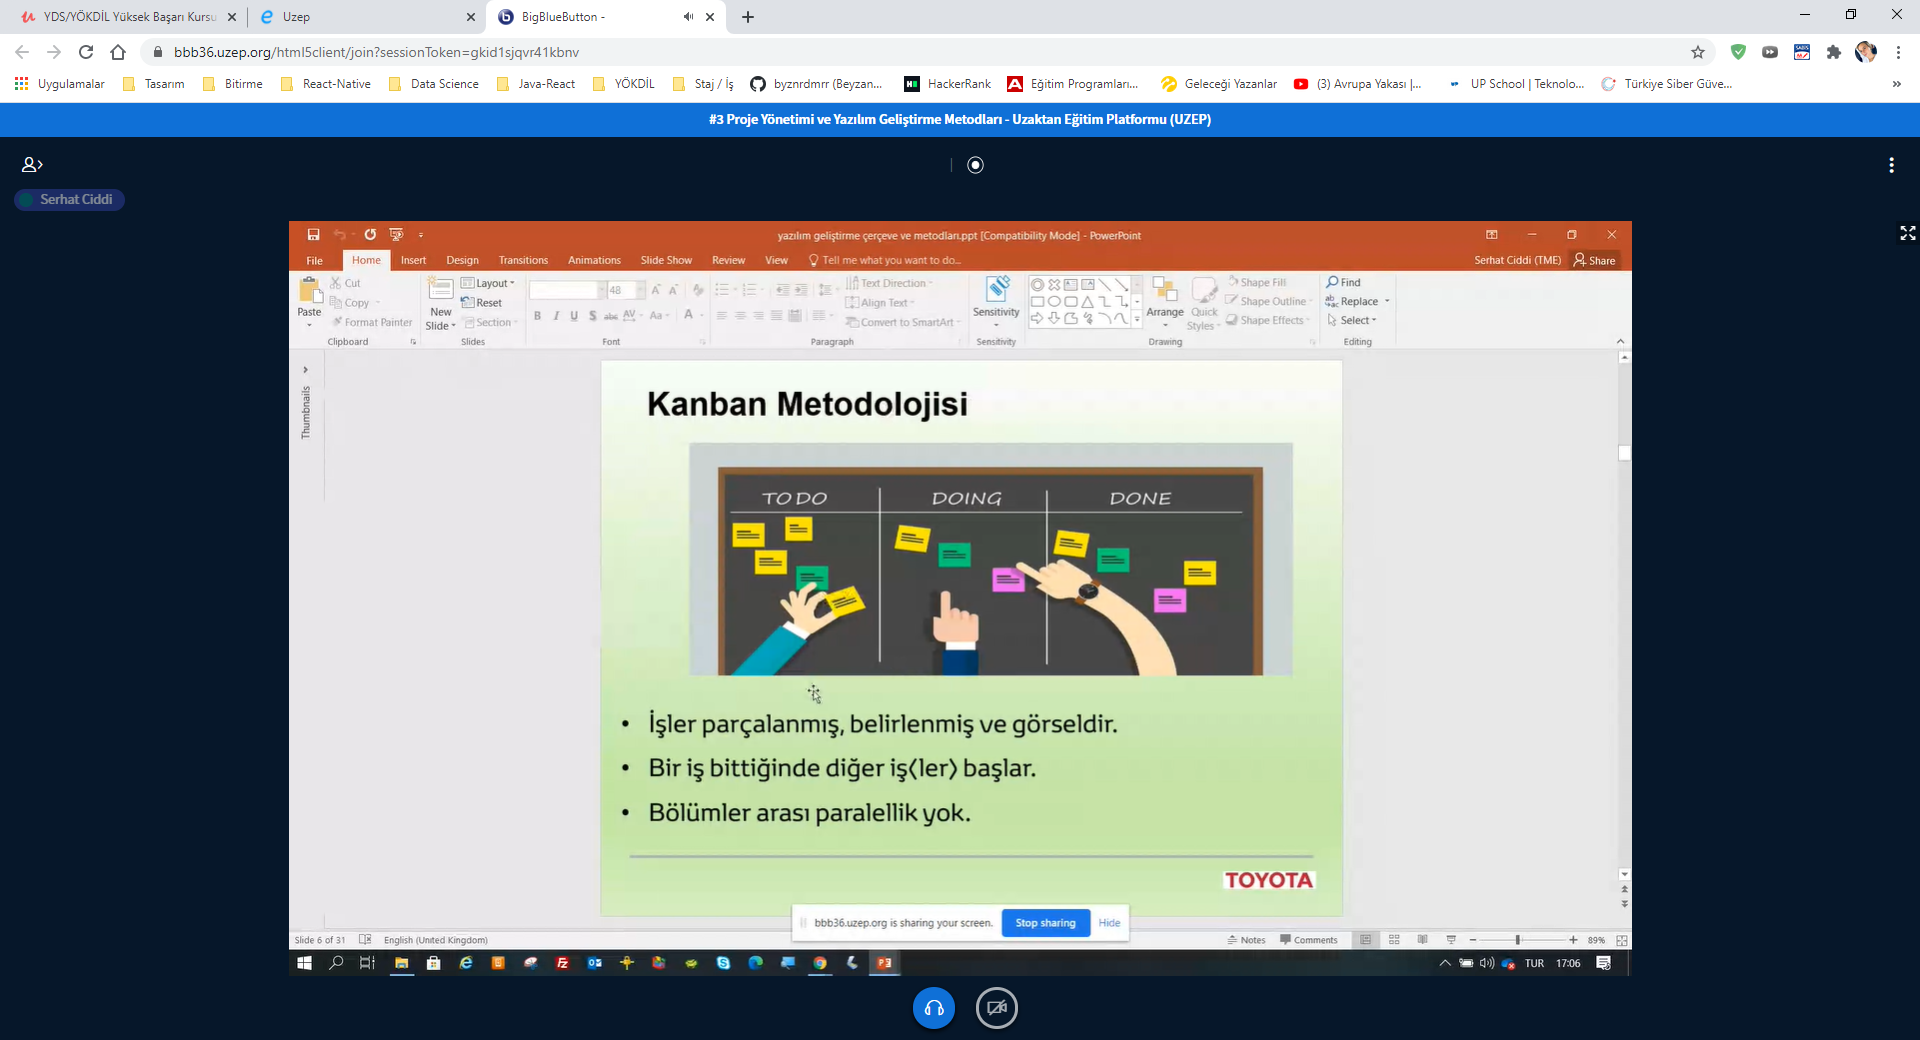 YDS/YÖKDİL Yüksek Başarı Kursu
Uzep
BigBlueButton -
bbb36.uzep.org/html5client/join?sessionToken=gkid1sjqvr41kbnv
Uygulamalar
Tasarım
Bitirme
React-Native
Data Science
Java-React
YÖKDİL
Staj / İş
byznrdmrr (Beyzan...
HackerRank
Eğitim Programları...
Geleceği Yazanlar
(3) Avrupa Yakası |...
UP School | Teknolo...
Türkiye Siber Güve...
#3 Proje Yönetimi ve Yazılım Geliştirme Metodları - Uzaktan Eğitim Platformu (UZEP)
Serhat Ciddi
yazılım geliştirme çerçeve ve metodları.ppt [Compatibility Mode] - PowerPoint
File
Home
Insert
Design
Transitions
Animations
Slide Show
Review
View
Tell me what you want to do...
Serhat Ciddi (TME)
Share
Paste
Cut
Copy
Format Painter
Clipboard
New Slide
Layout
Reset
Section
Slides
48
B I U S abc AV Aa A
Font
Text Direction
Align Text
Convert to SmartArt
Paragraph
Sensitivity
Sensitivity
Arrange
Quick Styles
Shape Fill
Shape Outline
Shape Effects
Drawing
Find
Replace
Select
Editing
Thumbnails
Kanban Metodolojisi
TO DO
DOING
DONE
• İşler parçalanmış, belirlenmiş ve görseldir.
• Bir iş bittiğinde diğer iş(ler) başlar.
• Bölümler arası paralellik yok.
TOYOTA
bbb36.uzep.org is sharing your screen.
Stop sharing
Hide
Slide 6 of 31
English (United Kingdom)
Notes
Comments
89%
TUR
17:06